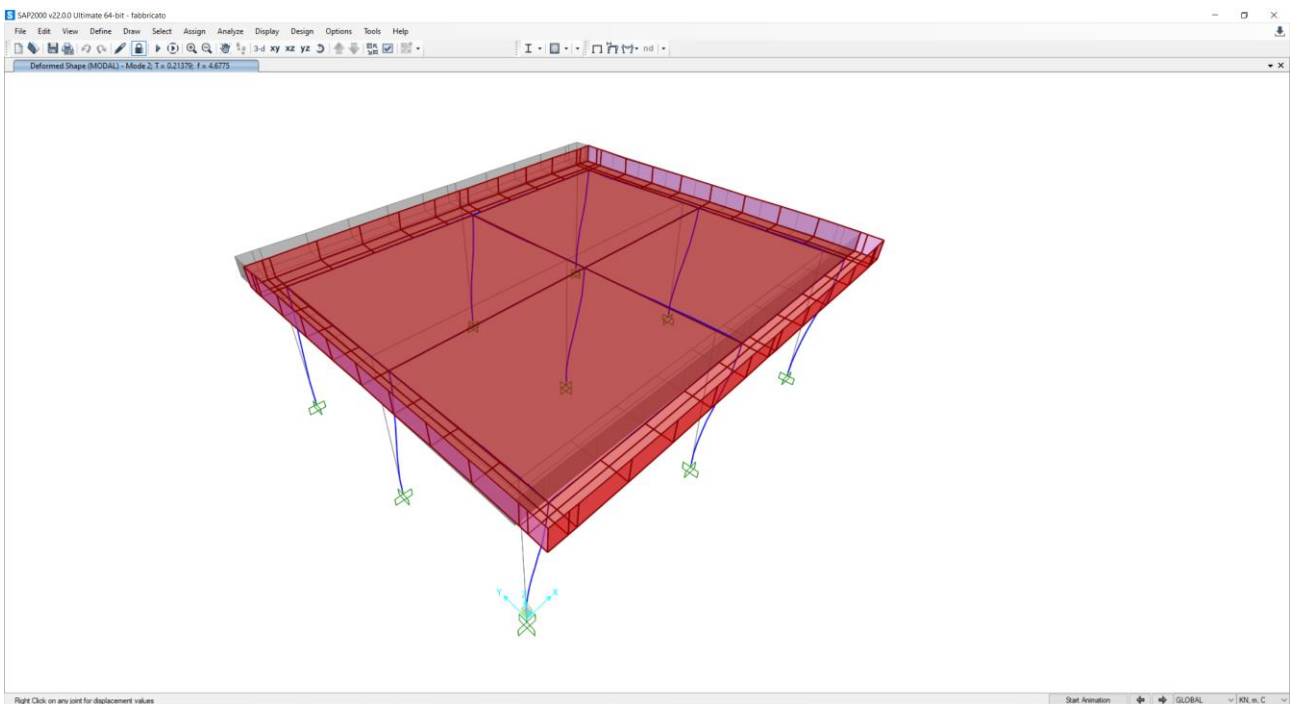 SAP2000 v22.0.0 Ultimate 64-bit - fabbricato
File Edit View Define Draw Select Assign Analyze Display Design Options Tools Help
3-d xy xz yz nd
Deformed Shape (MODAL) - Mode 2; T = 0.21379; f = 4.6775
Y Z X
Right Click on any joint for displacement values
Start Animation GLOBAL KN, m, C